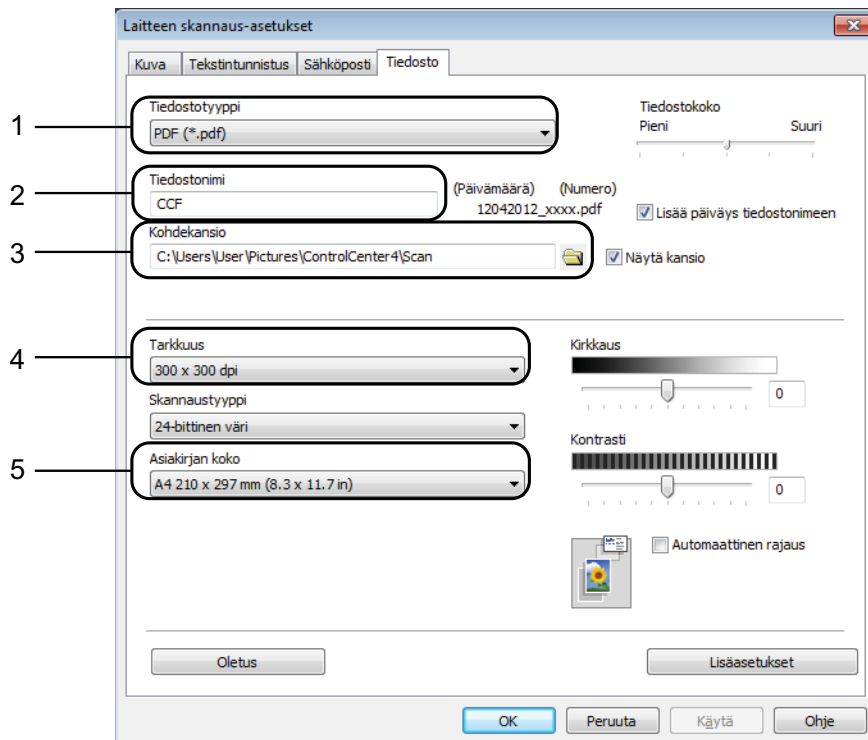 Laitteen skannaus-asetukset
Kuva Tekstintunnistus Sähköposti Tiedosto
1
Tiedostotyyppi
PDF (*.pdf)
Tiedostokoko
Pieni Suuri
2
Tiedostonimi
CCF
(Päivämäärä) (Numero)
12042012_xxxx.pdf
Lisää päiväys tiedostonimeen
3
Kohdekansio
C:\Users\User\Pictures\ControlCenter4\Scan
Näytä kansio
4
Tarkkuus
300 x 300 dpi
Skannaustyyppi
24-bittinen väri
5
Asiakirjan koko
A4 210 x 297 mm (8.3 x 11.7 in)
Kirkkaus
0
Kontrasti
0
Automaattinen rajaus
Oletus Lisäasetukset
OK Peruuta Käytä Ohje